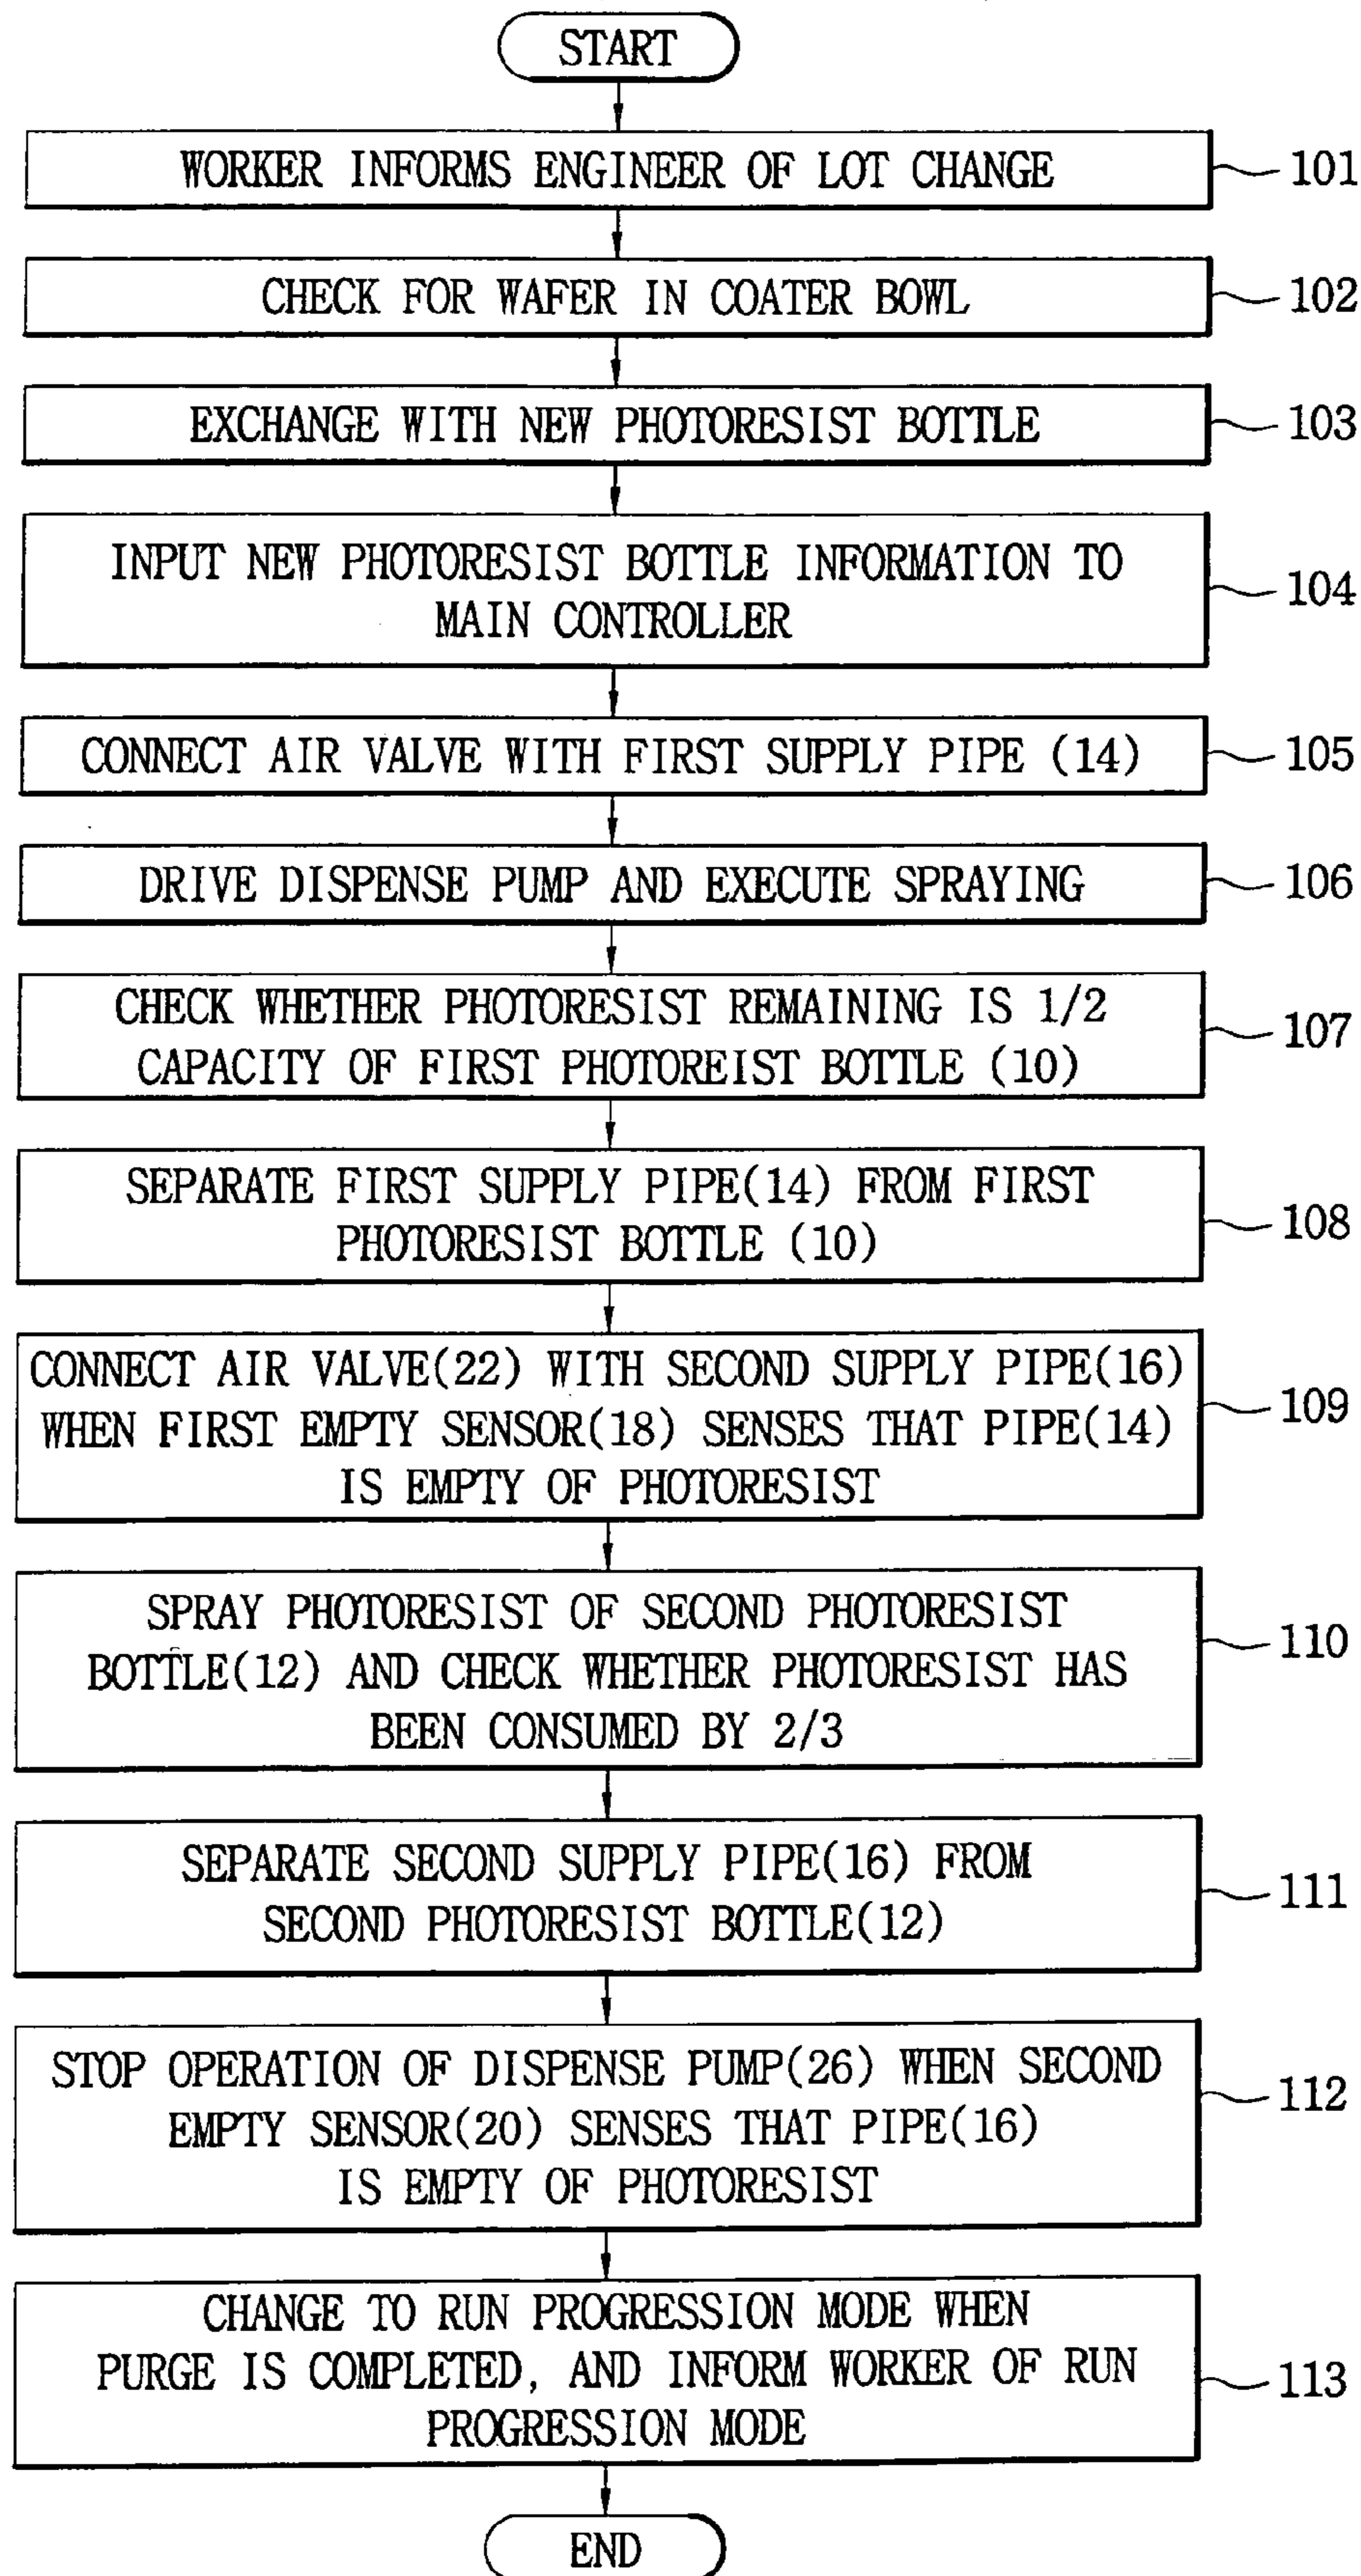 START
WORKER INFORMS ENGINEER OF LOT CHANGE
101
CHECK FOR WAFER IN COATER BOWL
102
EXCHANGE WITH NEW PHOTORESIST BOTTLE
103
INPUT NEW PHOTORESIST BOTTLE INFORMATION TO
MAIN CONTROLLER
104
CONNECT AIR VALVE WITH FIRST SUPPLY PIPE (14)
105
DRIVE DISPENSE PUMP AND EXECUTE SPRAYING
106
CHECK WHETHER PHOTORESIST REMAINING IS 1/2
CAPACITY OF FIRST PHOTOREIST BOTTLE (10)
107
SEPARATE FIRST SUPPLY PIPE(14) FROM FIRST
PHOTORESIST BOTTLE (10)
108
CONNECT AIR VALVE(22) WITH SECOND SUPPLY PIPE(16)
WHEN FIRST EMPTY SENSOR(18) SENSES THAT PIPE(14)
IS EMPTY OF PHOTORESIST
109
SPRAY PHOTORESIST OF SECOND PHOTORESIST
BOTTLE(12) AND CHECK WHETHER PHOTORESIST HAS
BEEN CONSUMED BY 2/3
110
SEPARATE SECOND SUPPLY PIPE(16) FROM
SECOND PHOTORESIST BOTTLE(12)
111
STOP OPERATION OF DISPENSE PUMP(26) WHEN SECOND
EMPTY SENSOR(20) SENSES THAT PIPE(16)
IS EMPTY OF PHOTORESIST
112
CHANGE TO RUN PROGRESSION MODE WHEN
PURGE IS COMPLETED, AND INFORM WORKER OF RUN
PROGRESSION MODE
113
END